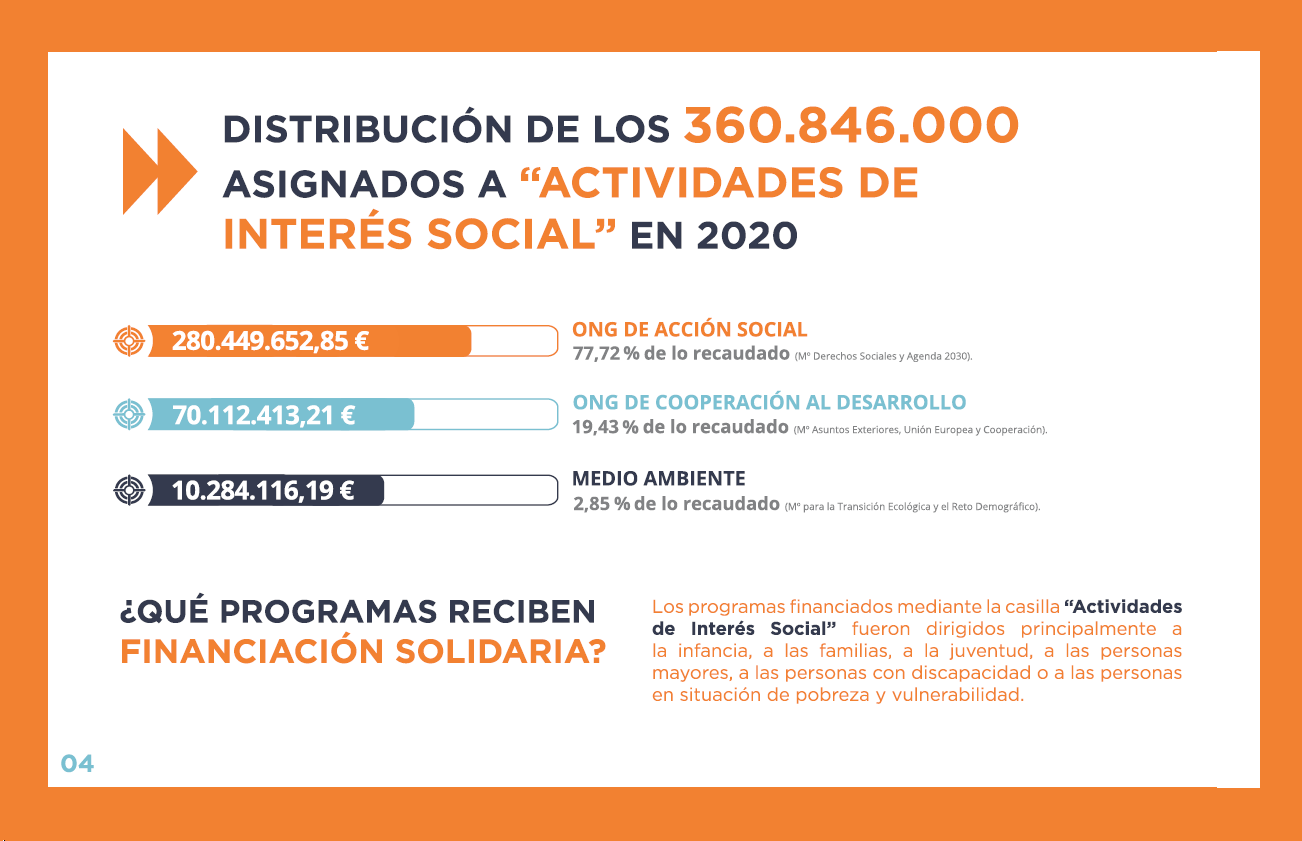 DISTRIBUCIÓN DE LOS 360.846.000
ASIGNADOS A “ACTIVIDADES DE
INTERÉS SOCIAL” EN 2020
280.449.652,85 €
ONG DE ACCIÓN SOCIAL
77,72 % de lo recaudado (Mº Derechos Sociales y Agenda 2030).
70.112.413,21 €
ONG DE COOPERACIÓN AL DESARROLLO
19,43 % de lo recaudado (Mº Asuntos Exteriores, Unión Europea y Cooperación).
10.284.116,19 €
MEDIO AMBIENTE
2,85 % de lo recaudado (Mº para la Transición Ecológica y el Reto Demográfico).
¿QUÉ PROGRAMAS RECIBEN
FINANCIACIÓN SOLIDARIA?
Los programas financiados mediante la casilla “Actividades
de Interés Social” fueron dirigidos principalmente a
la infancia, a las familias, a la juventud, a las personas
mayores, a las personas con discapacidad o a las personas
en situación de pobreza y vulnerabilidad.
04